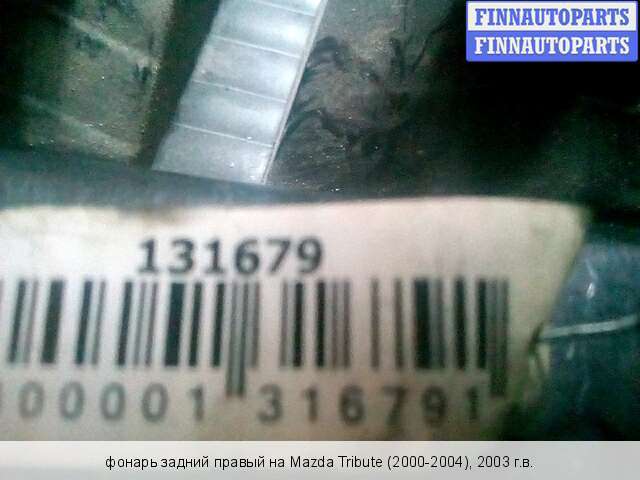 FINNAUTOPARTS
FINNAUTOPARTS
131679
00001 316791
фонарь задний правый на Mazda Tribute (2000-2004), 2003 г.в.